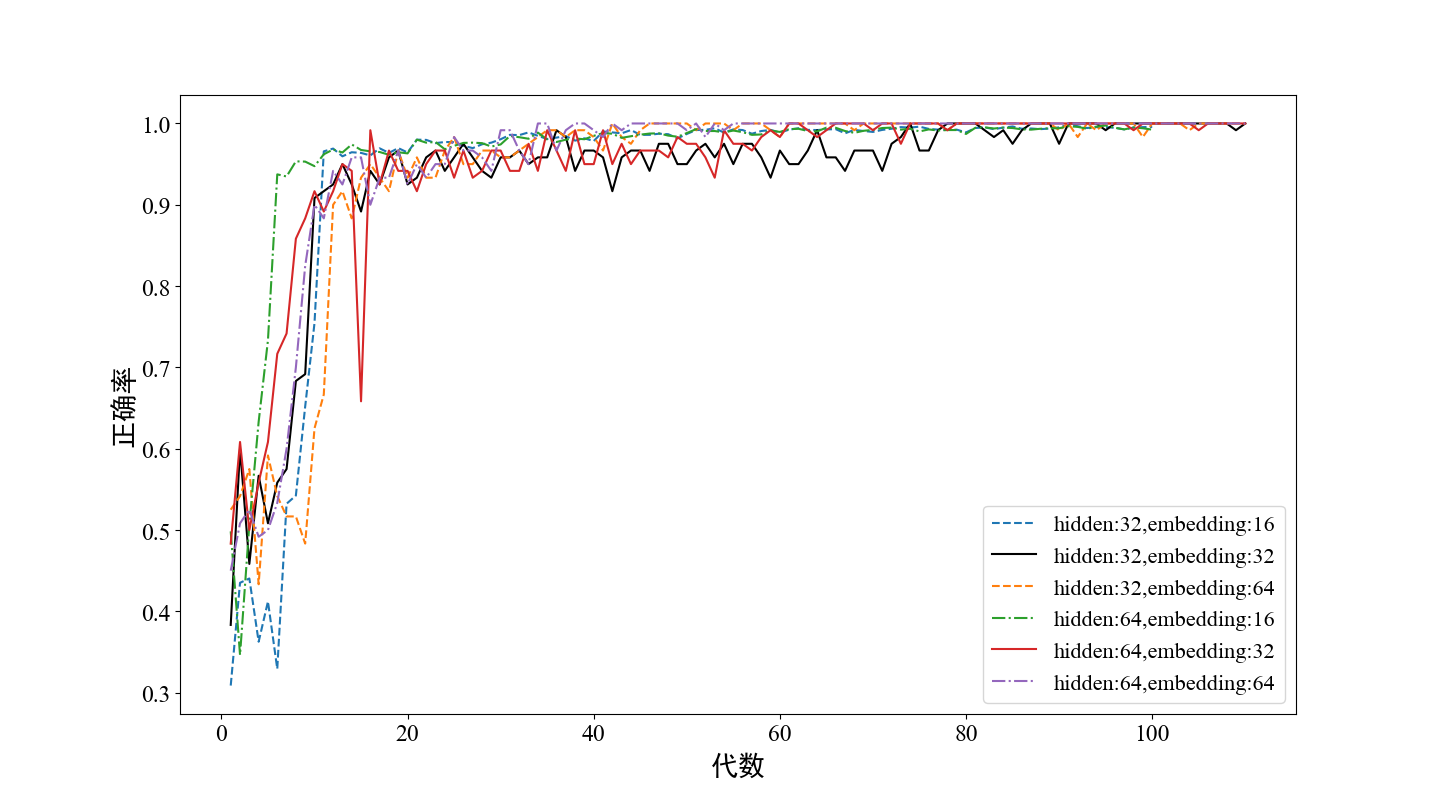 1.0
0.9
0.8
0.7
0.6
0.5
0.4
0.3
正确率
0 20 40 60 80 100
代数
hidden:32,embedding:16
hidden:32,embedding:32
hidden:32,embedding:64
hidden:64,embedding:16
hidden:64,embedding:32
hidden:64,embedding:64